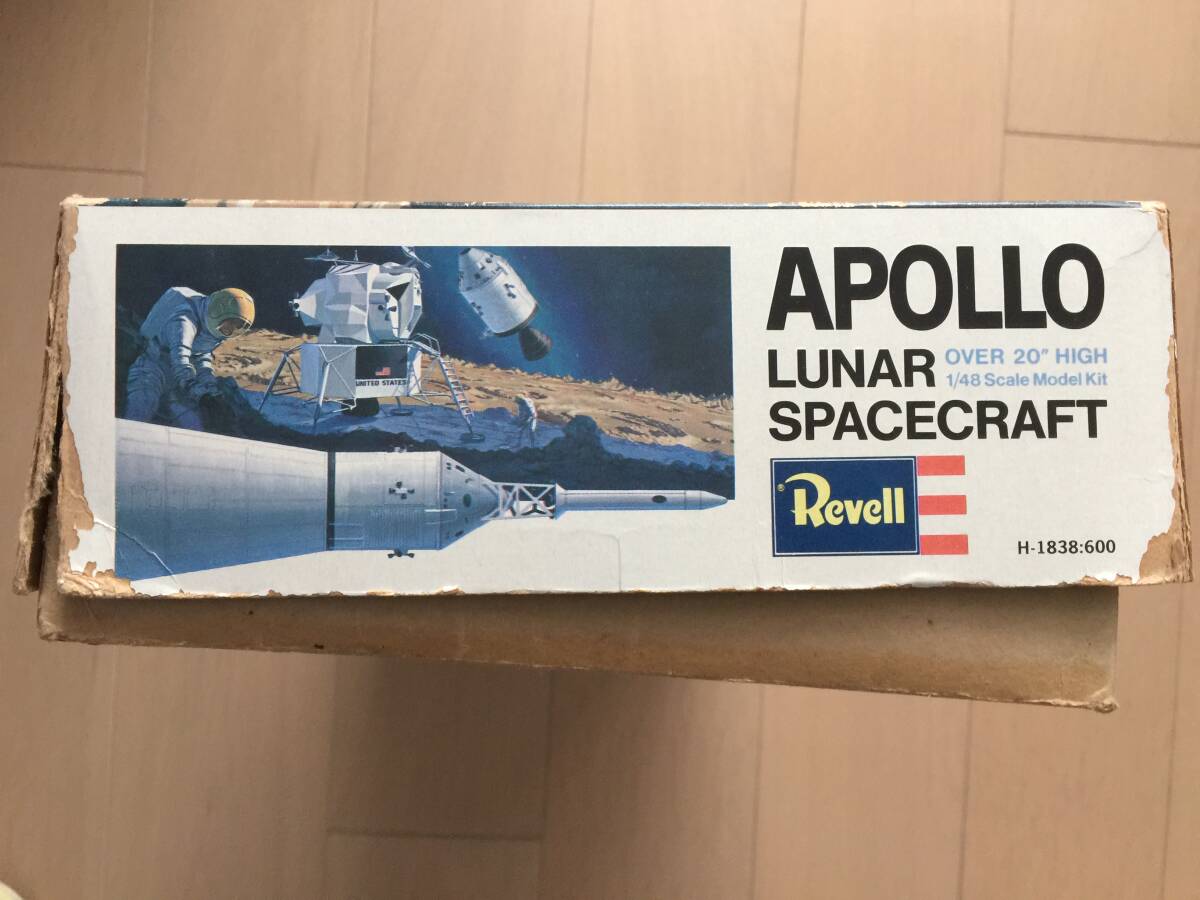 APOLLO
LUNAR
SPACECRAFT
OVER 20" HIGH
1/48 Scale Model Kit
® Revell
H-1838:600
UNITED STATES